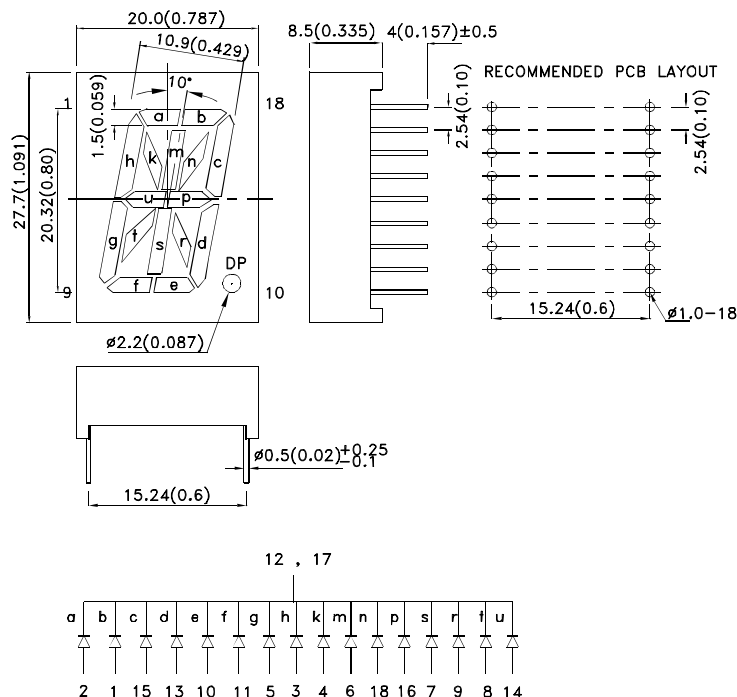 20.0(0.787)
10.9(0.429)
10°
1.5(0.059)
27.7(1.091)
20.32(0.80)
1
18
9
10
a
b
h
k
m
n
c
u
p
g
t
s
r
d
f
e
DP
ø2.2(0.087)
8.5(0.335)
4(0.157)±0.5
2.54(0.10)
RECOMMENDED PCB LAYOUT
2.54(0.10)
15.24(0.6)
ø1.0-18
ø0.5(0.02)+0.25
-0.1
15.24(0.6)
12 , 17
a b c d e f g h k m n p s r t u
2 1 15 13 10 11 5 3 4 6 18 16 7 9 8 14